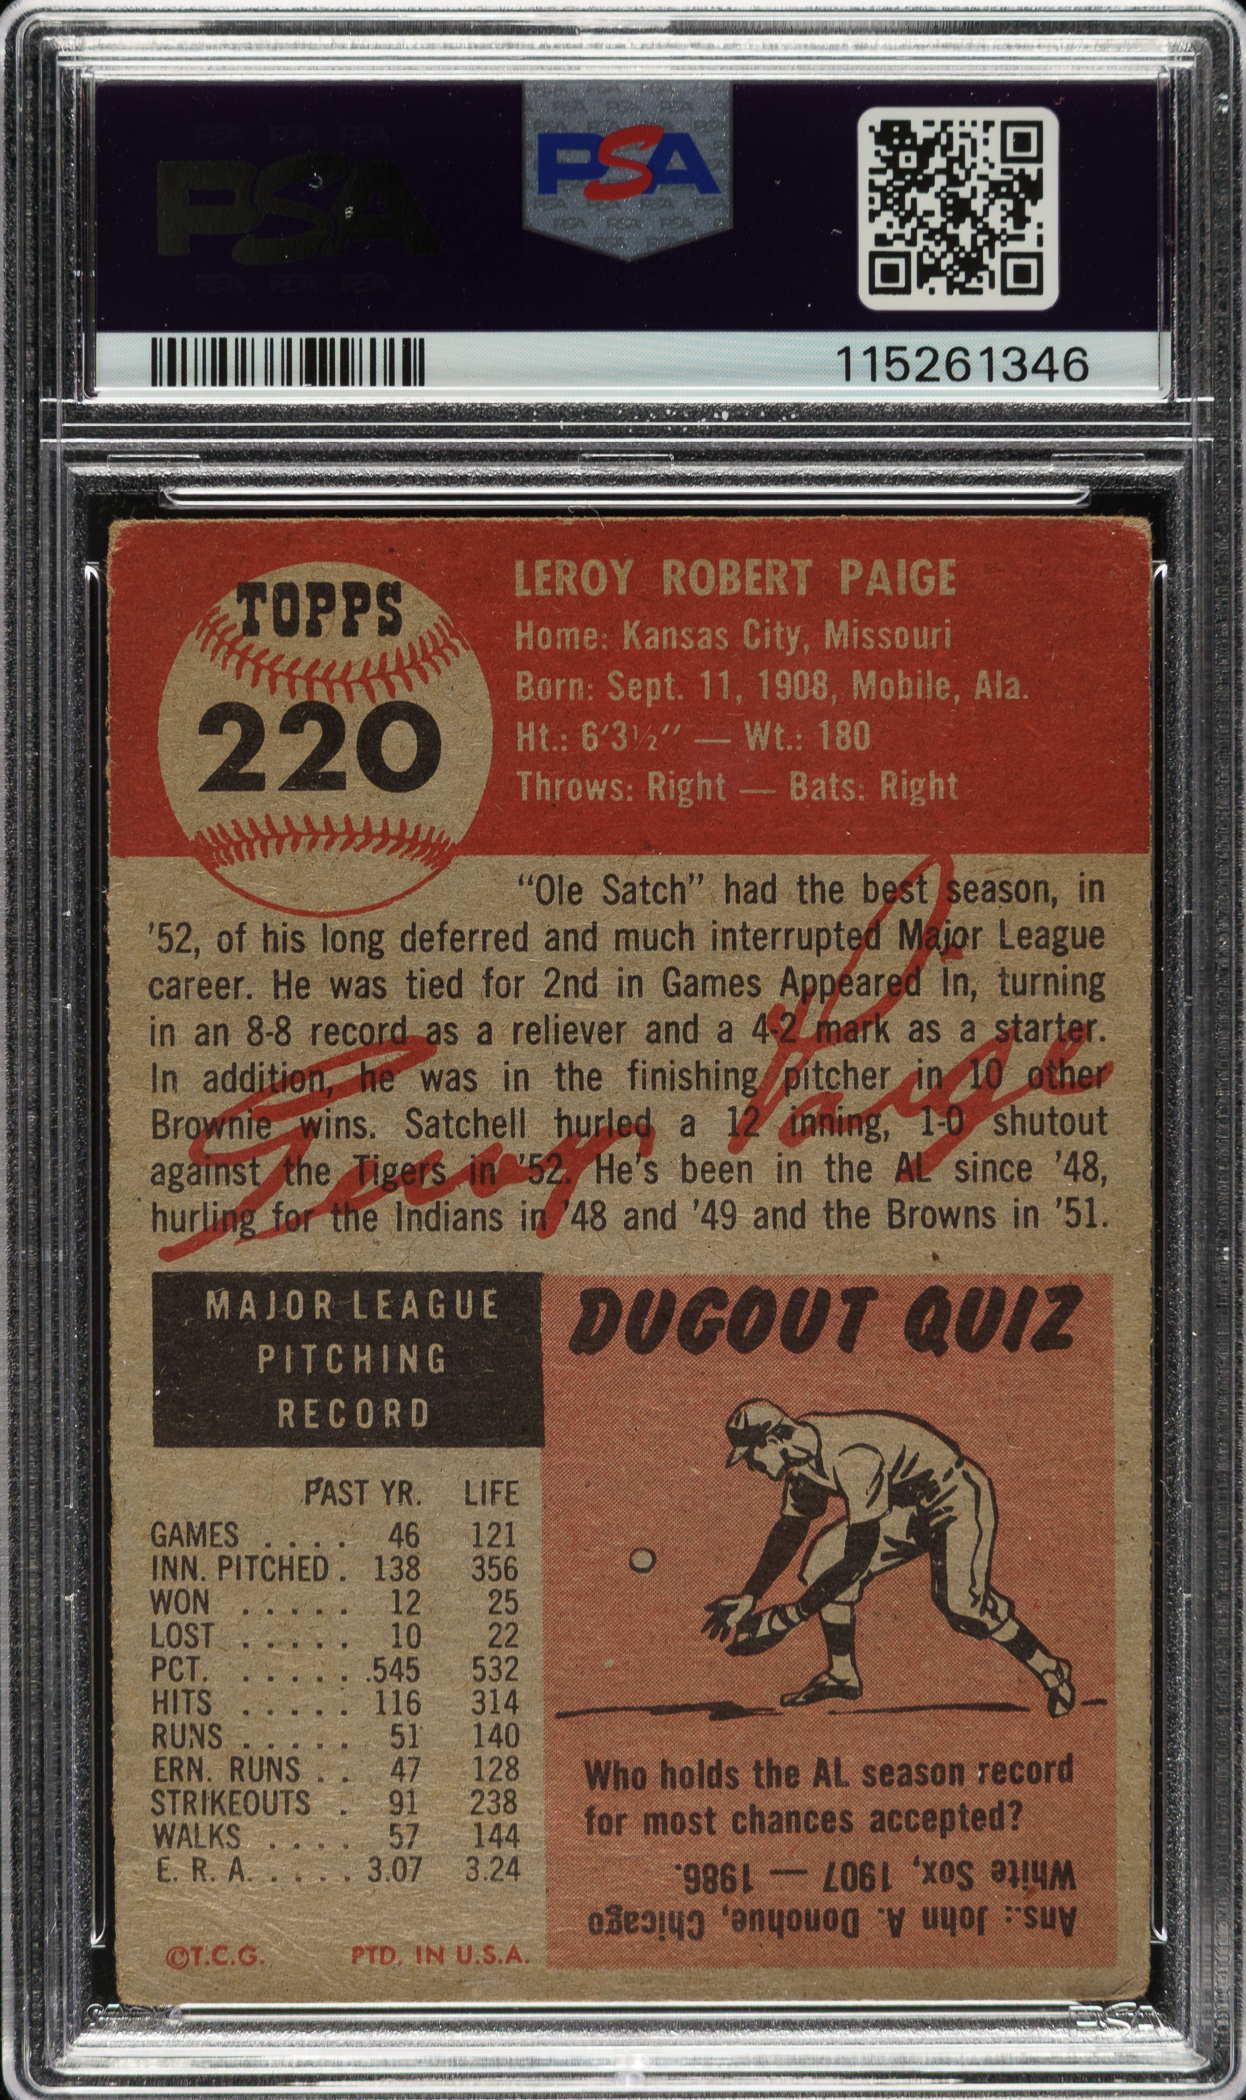 PSA
PSA
115261346
TOPPS
220
LEROY ROBERT PAIGE
Home: Kansas City, Missouri
Born: Sept. 11, 1908, Mobile, Ala.
Ht.: 6'3½" — Wt.: 180
Throws: Right — Bats: Right
"Ole Satch" had the best season, in
'52, of his long deferred and much interrupted Major League
career. He was tied for 2nd in Games Appeared In, turning
in an 8-8 record as a reliever and a 4-2 mark as a starter.
In addition, he was in the finishing pitcher in 10 other
Brownie wins. Satchell hurled a 12 inning, 1-0 shutout
against the Tigers in '52. He's been in the AL since '48,
hurling for the Indians in '48 and '49 and the Browns in '51.
Leroy Paige
MAJOR LEAGUE
PITCHING
RECORD
PAST YR. LIFE
GAMES . . . . 46 121
INN. PITCHED . 138 356
WON . . . . . 12 25
LOST . . . . . 10 22
PCT. . . . . . .545 532
HITS . . . . . 116 314
RUNS . . . . . 51 140
ERN. RUNS . . 47 128
STRIKEOUTS . 91 238
WALKS . . . . 57 144
E. R. A. . . . . 3.07 3.24
©T.C.G. PTD. IN U.S.A.
DUGOUT QUIZ
Who holds the AL season record
for most chances accepted?
Ans.: John A. Donohue, Chicago
White Sox, 1907 — 1986.
PSA